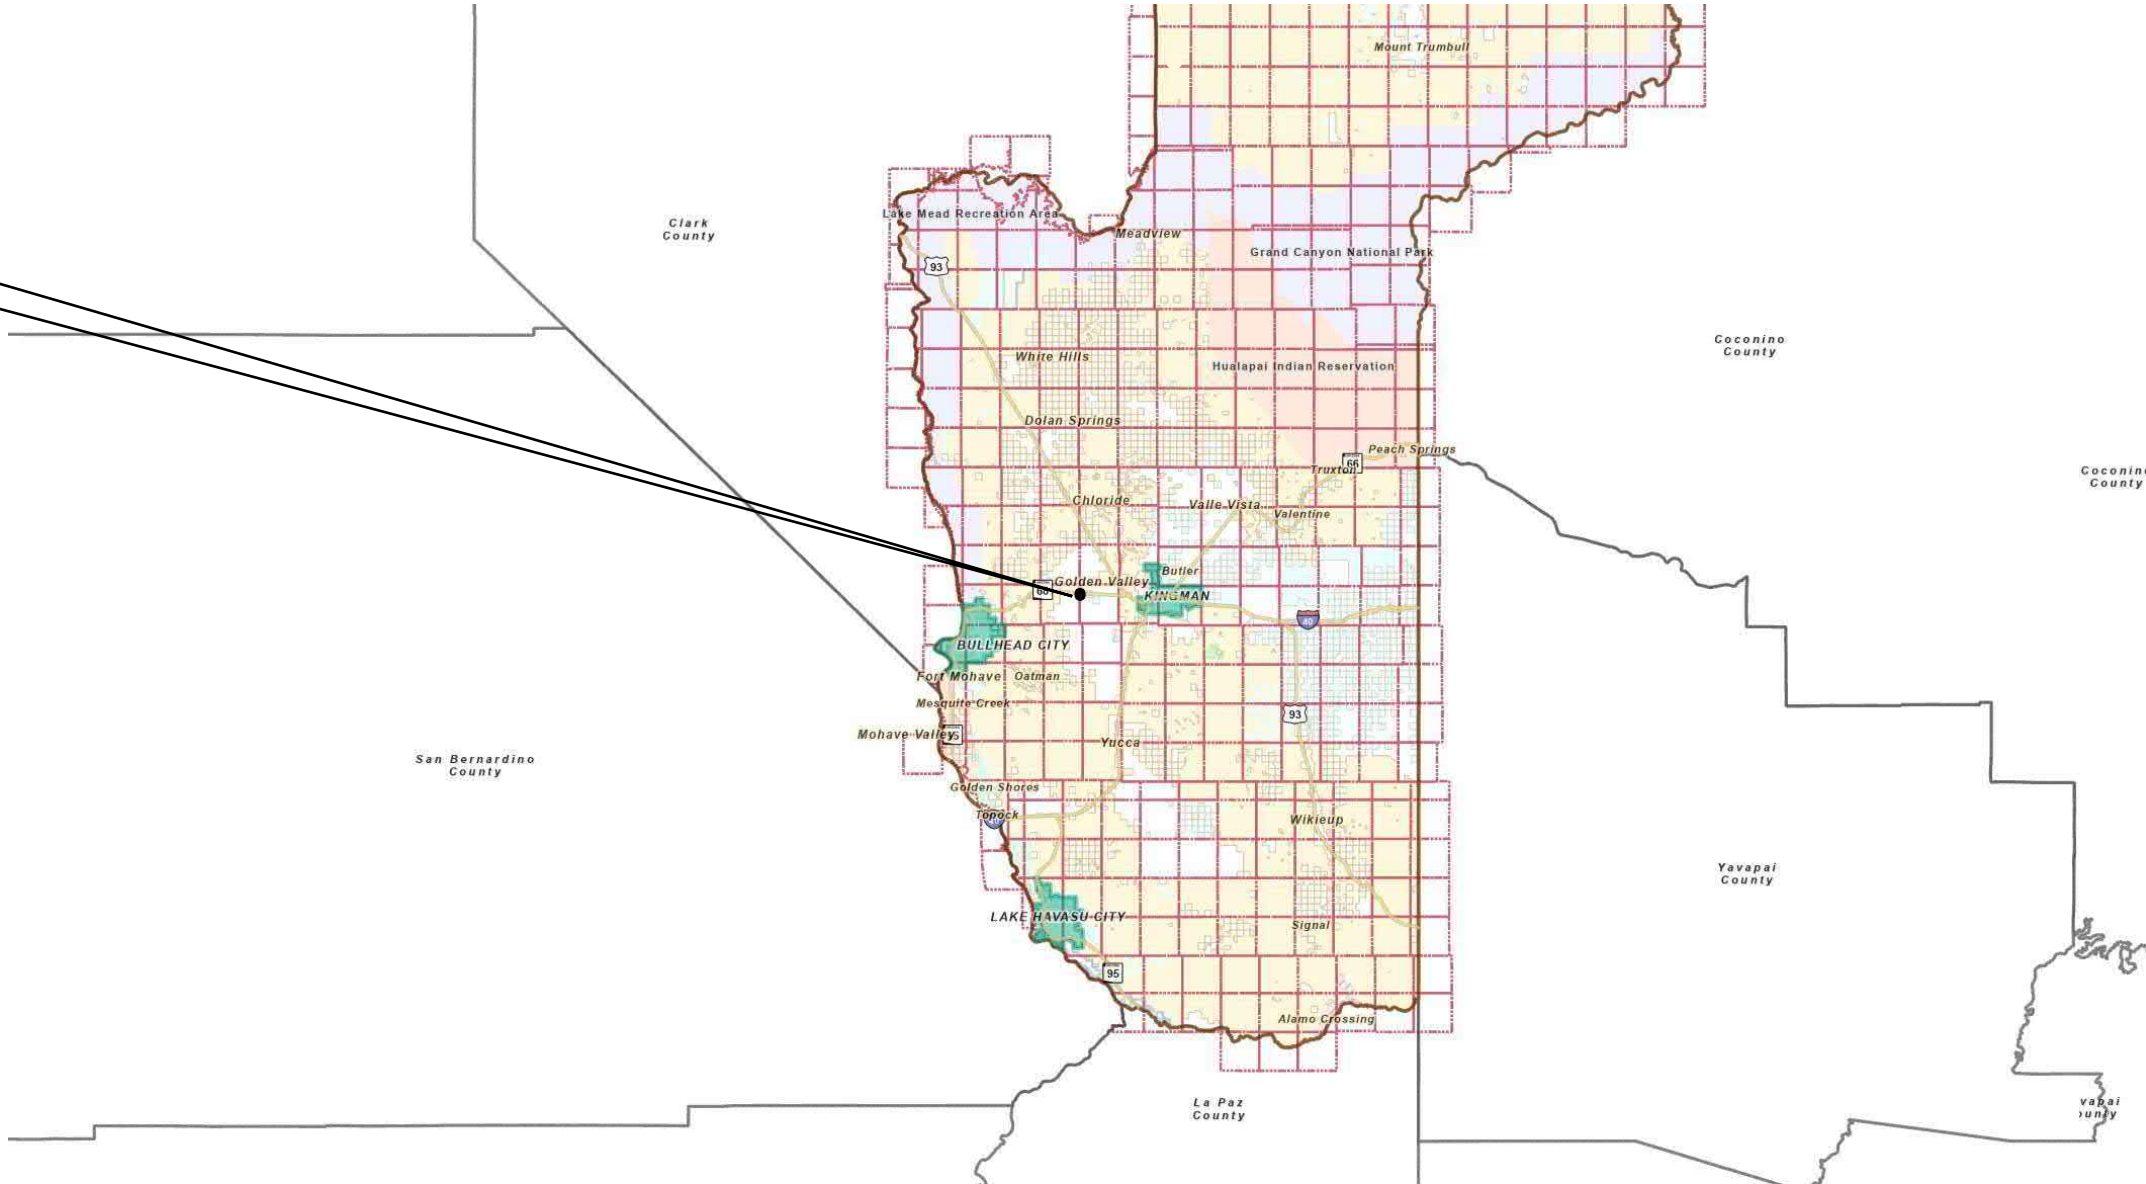 Mount Trumbull
Lake Mead Recreation Area
Clark
County
Meadview
Grand Canyon National Park
93
Coconino
County
White Hills
Hualapai Indian Reservation
Dolan Springs
Peach Springs
66
Truxton
Coconino
County
Chloride
Valle Vista
Valentine
Butler
Golden Valley
68
KINGMAN
40
BULLHEAD CITY
Fort Mohave
Oatman
Mesquite Creek
93
Mohave Valley
Yucca
San Bernardino
County
Golden Shores
Topock
Wikieup
Yavapai
County
LAKE HAVASU CITY
Signal
95
Alamo Crossing
La Paz
County
vapai
ounty